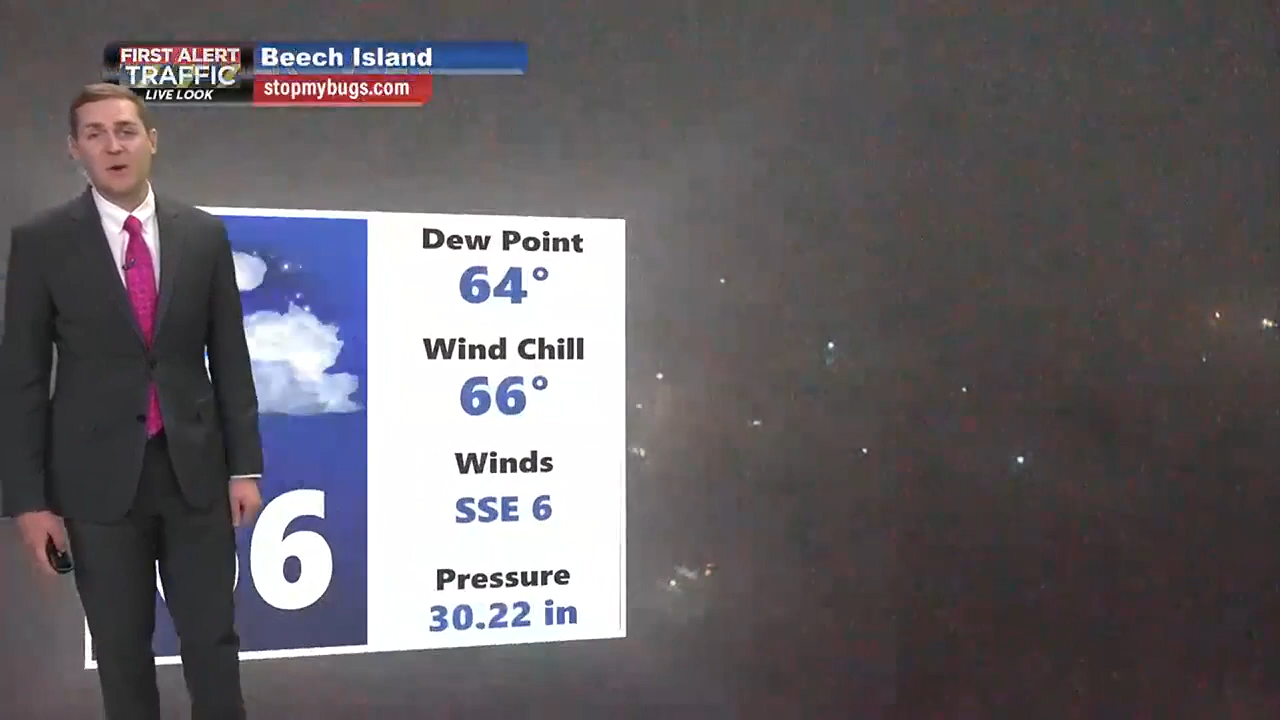 FIRST ALERT
TRAFFIC
LIVE LOOK
Beech Island
stopmybugs.com
Dew Point
64°
Wind Chill
66°
Winds
SSE 6
Pressure
30.22 in
6